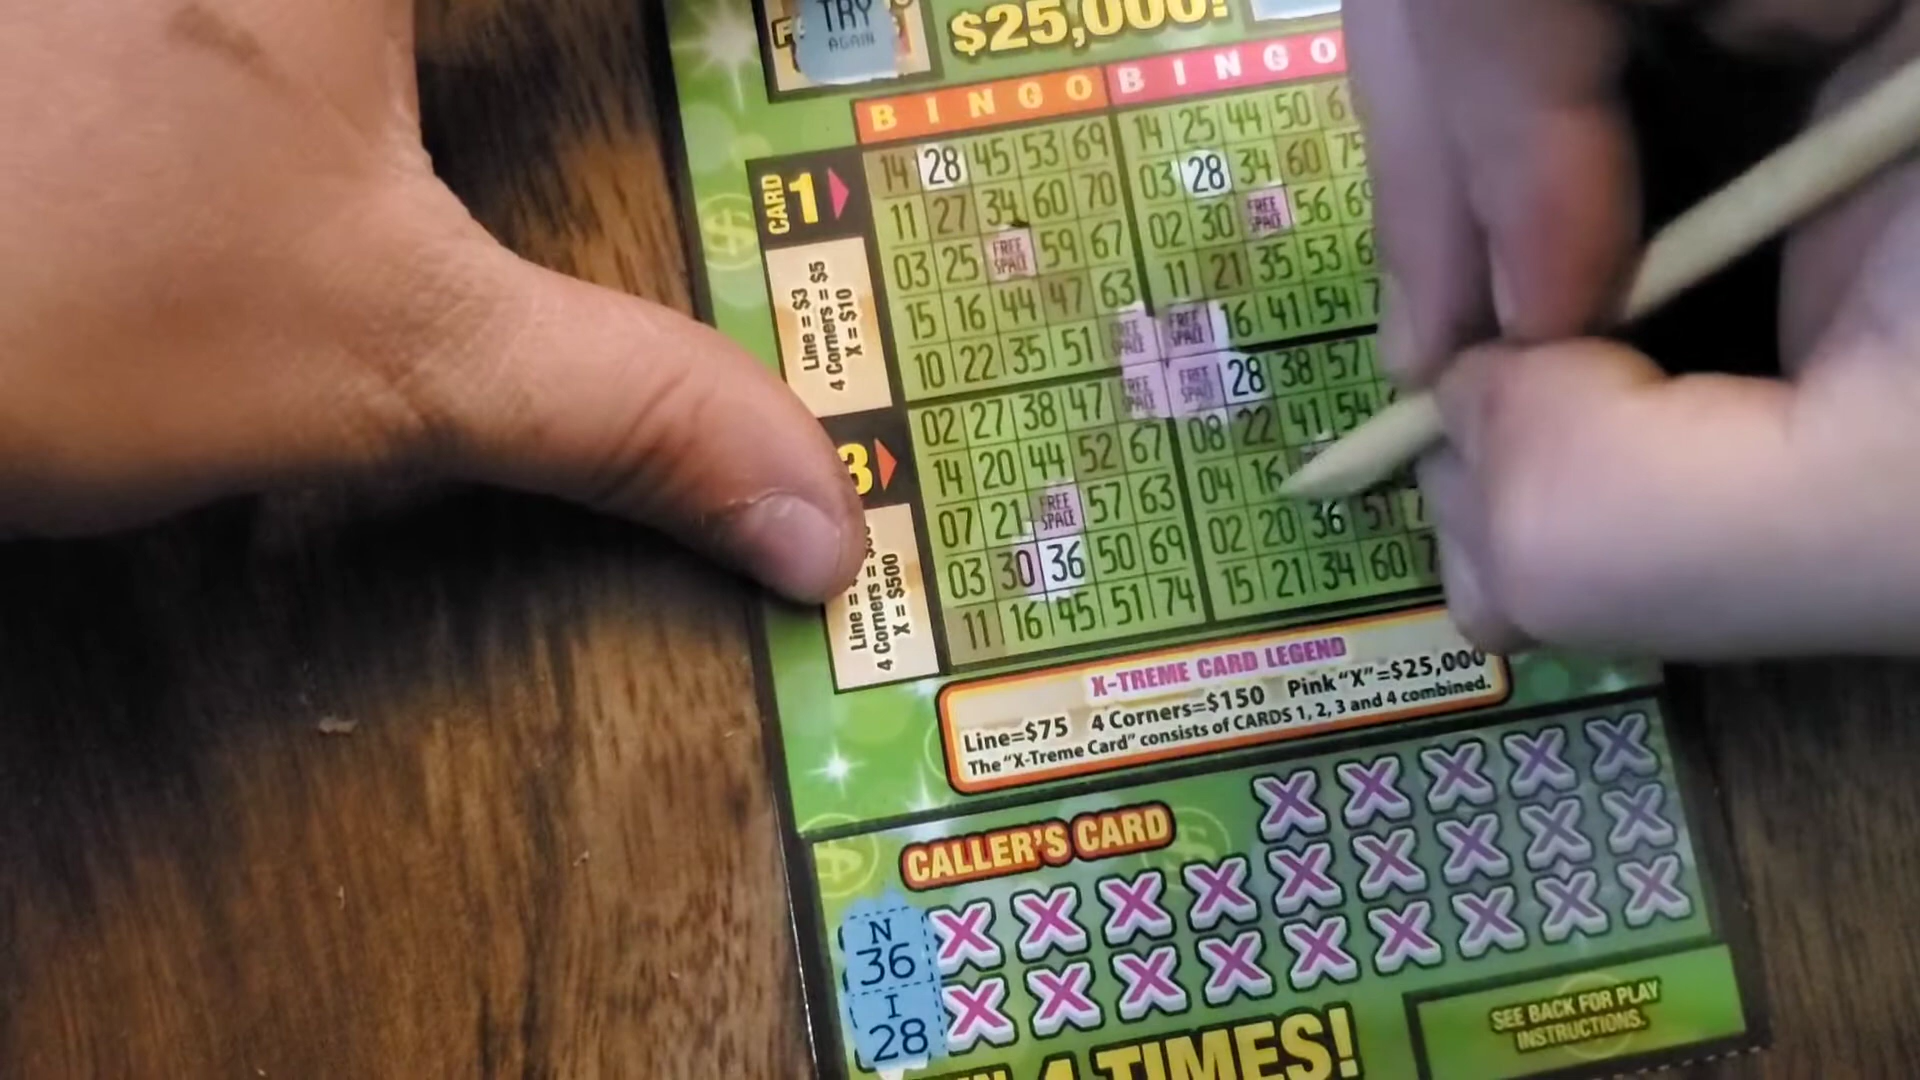 TRY
AGAIN
$25,000!
B I N G O B I N G O
CARD 1
14 28 45 53 69 14 25 44 50
11 27 34 60 70 03 28 34 60 75
03 25 FREE SPACE 59 67 02 30 FREE SPACE 56
15 16 44 47 63 11 21 35 53
10 22 35 51 FREE SPACE FREE SPACE 16 41 54
Line = $3
4 Corners = $5
X = $10
3
02 27 38 47 FREE SPACE FREE SPACE 28 38 57
14 20 44 52 67 08 22 41 54
07 21 FREE SPACE 57 63 04 16
03 30 36 50 69 02 20 36 51
11 16 45 51 74 15 21 34 60
Line =
4 Corners =
X = $500
X-TREME CARD LEGEND
Line=$75 4 Corners=$150 Pink "X"=$25,000
The "X-Treme Card" consists of CARDS 1, 2, 3 and 4 combined.
CALLER'S CARD
X X X X X
N
36
X X X X X X X X X
I
28
X X X X X X X X X
4 TIMES!
SEE BACK FOR PLAY
INSTRUCTIONS.